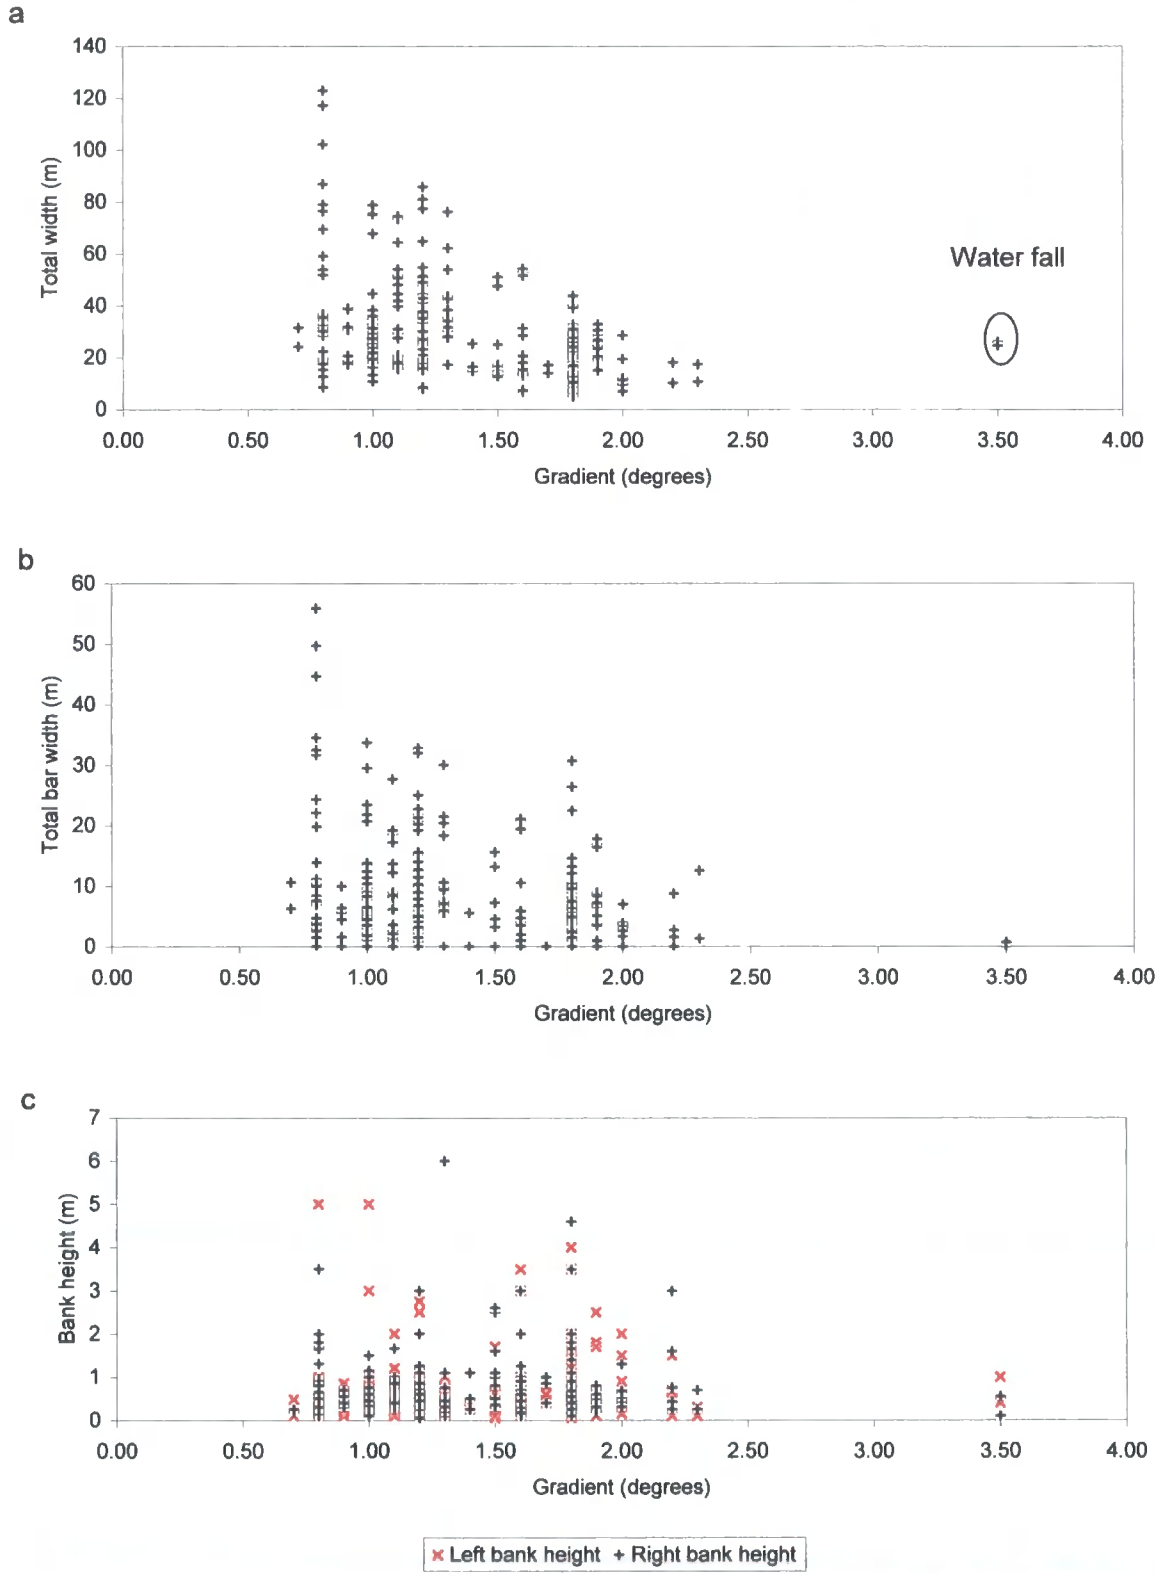 a
140
120
100
80
60
40
20
0
Total width (m)
Water fall
0.00 0.50 1.00 1.50 2.00 2.50 3.00 3.50 4.00
Gradient (degrees)
b
60
50
40
30
20
10
0
Total bar width (m)
0.00 0.50 1.00 1.50 2.00 2.50 3.00 3.50 4.00
Gradient (degrees)
c
7
6
5
4
3
2
1
0
Bank height (m)
0.00 0.50 1.00 1.50 2.00 2.50 3.00 3.50 4.00
Gradient (degrees)
Left bank height Right bank height